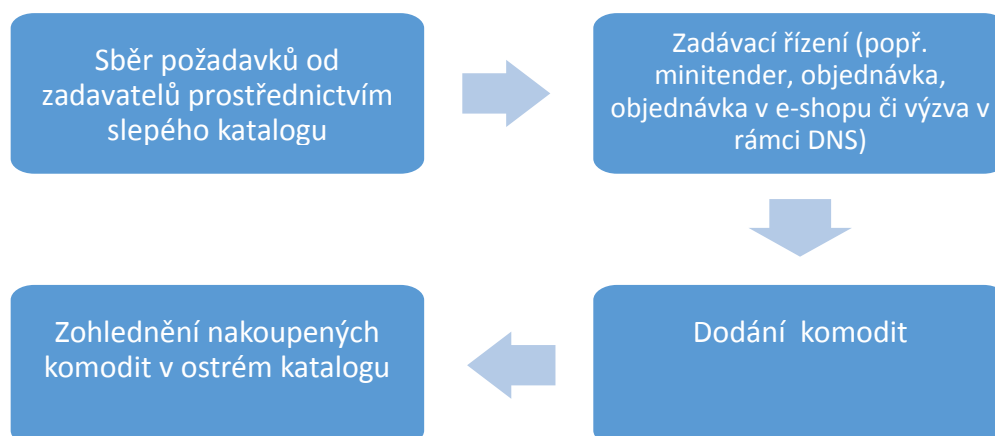 Sběr požadavků od
zadavatelů prostřednictvím
slepého katalogu
Zadávací řízení (popř.
minitender, objednávka,
objednávka v e-shopu či výzva v
rámci DNS)
Dodání  komodit
Zohlednění nakoupených
komodit v ostrém katalogu